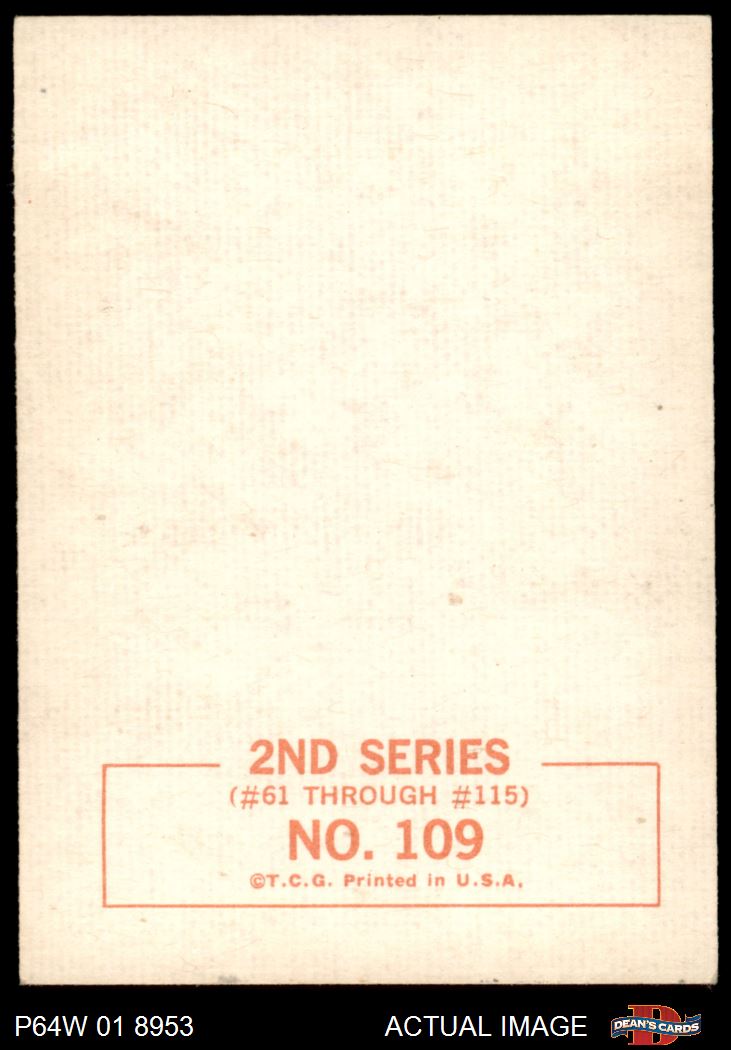 2ND SERIES
(#61 THROUGH #115)
NO. 109
©T.C.G. Printed in U.S.A.
P64W 01 8953
ACTUAL IMAGE
D
DEAN'S CARDS